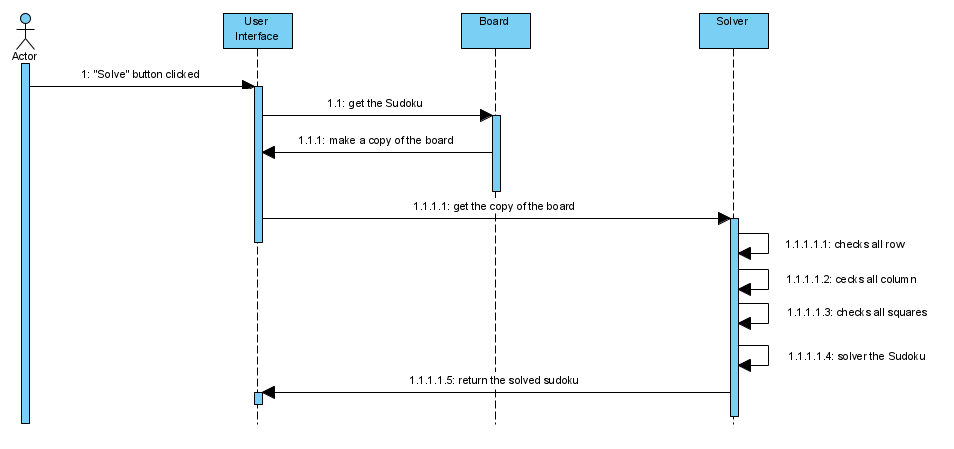 User
Interface
Board
Solver
Actor
1: "Solve" button clicked
1.1: get the Sudoku
1.1.1: make a copy of the board
1.1.1.1: get the copy of the board
1.1.1.1.1: checks all row
1.1.1.1.2: cecks all column
1.1.1.1.3: checks all squares
1.1.1.1.4: solver the Sudoku
1.1.1.1.5: return the solved sudoku